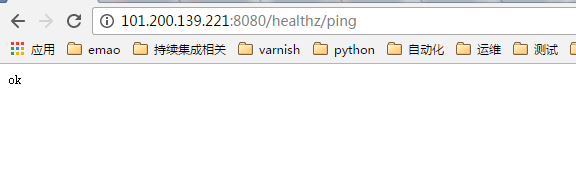 101.200.139.221:8080/healthz/ping
应用 emao 持续集成相关 varnish python 自动化 运维 测试
ok